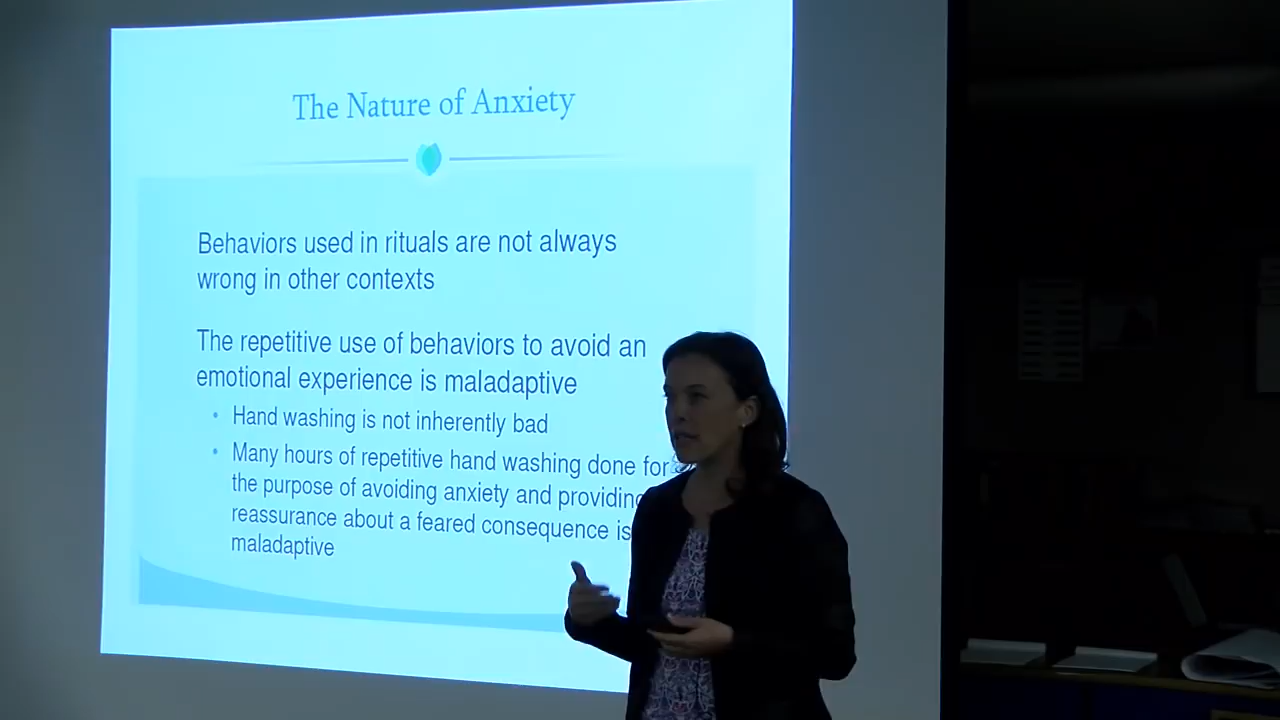 The Nature of Anxiety
Behaviors used in rituals are not always
wrong in other contexts
The repetitive use of behaviors to avoid an
emotional experience is maladaptive
• Hand washing is not inherently bad
• Many hours of repetitive hand washing done for
the purpose of avoiding anxiety and providing
reassurance about a feared consequence is
maladaptive